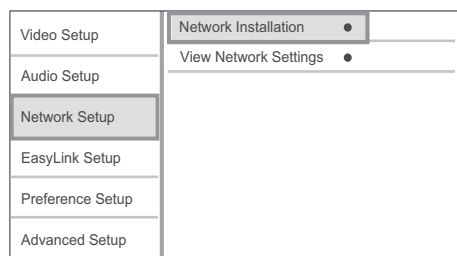 Video Setup
Audio Setup
Network Setup
EasyLink Setup
Preference Setup
Advanced Setup
Network Installation
View Network Settings